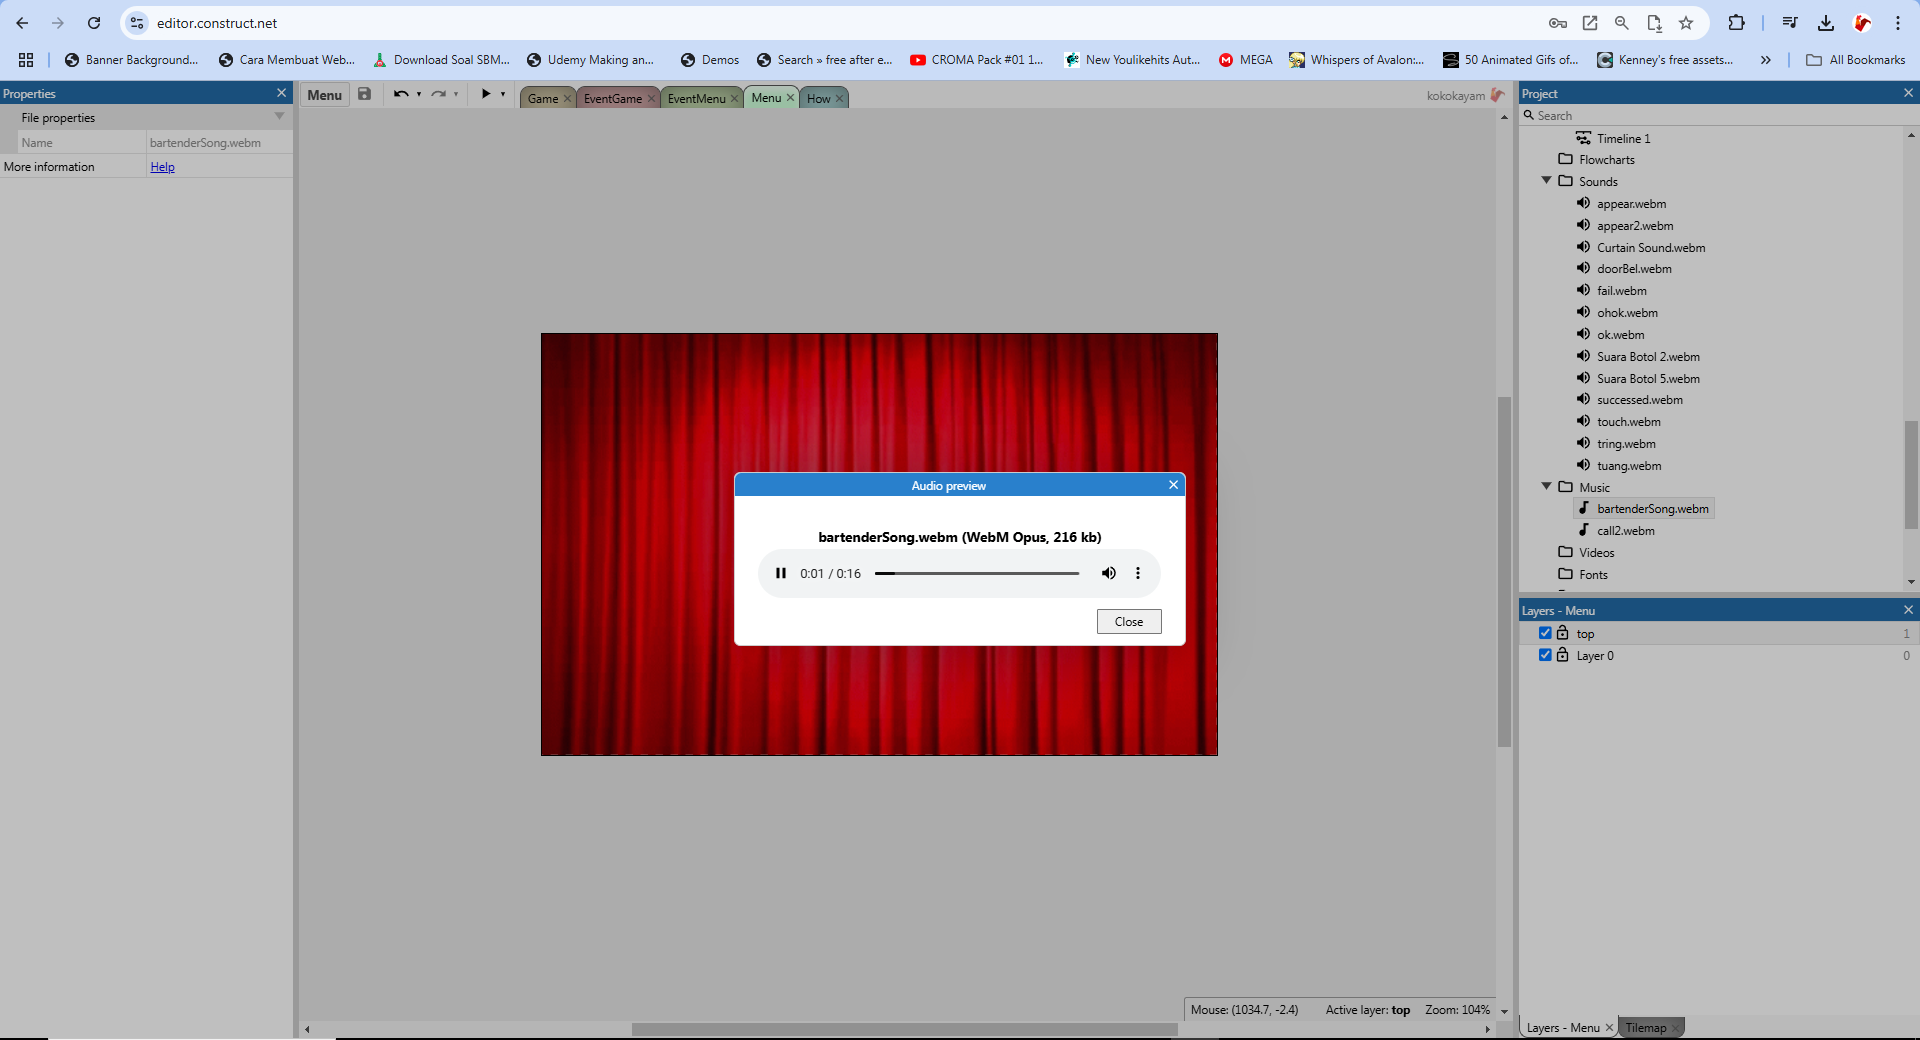 editor.construct.net
Banner Background...
Cara Membuat Web...
Download Soal SBM...
Udemy Making an...
Demos
Search » free after e...
CROMA Pack #01 1...
New Youlikehits Aut...
MEGA
Whispers of Avalon:...
50 Animated Gifs of...
Kenney's free assets...
»
All Bookmarks
Properties
File properties
Name
bartenderSong.webm
More information
Help
Menu
Game
EventGame
EventMenu
Menu
How
kokokayam
Audio preview
bartenderSong.webm (WebM Opus, 216 kb)
0:01 / 0:16
Close
Mouse: (1034.7, -2.4)
Active layer: top
Zoom: 104%
Project
Search
Timeline 1
Flowcharts
Sounds
appear.webm
appear2.webm
Curtain Sound.webm
doorBel.webm
fail.webm
ohok.webm
ok.webm
Suara Botol 2.webm
Suara Botol 5.webm
successed.webm
touch.webm
tring.webm
tuang.webm
Music
bartenderSong.webm
call2.webm
Videos
Fonts
Layers - Menu
top 1
Layer 0 0
Layers - Menu
Tilemap